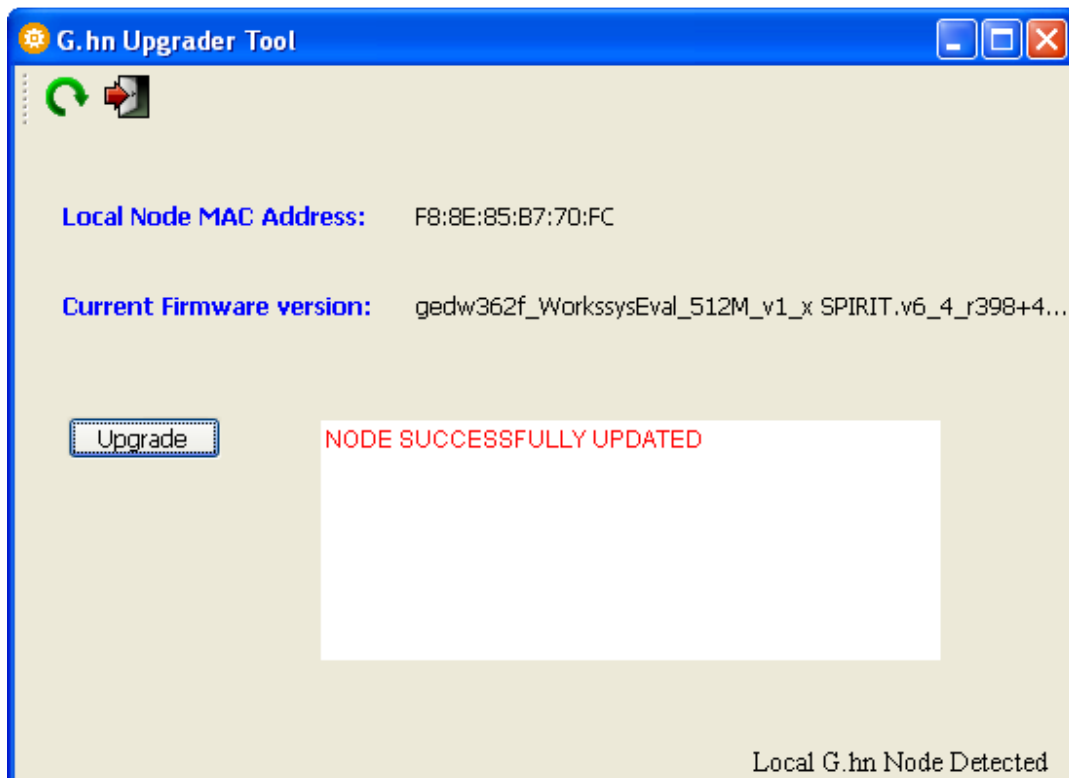 G.hn Upgrader Tool
Local Node MAC Address: F8:8E:85:B7:70:FC
Current Firmware version: gedw362f_WorkssysEval_512M_v1_x SPIRIT.v6_4_r398+4...
Upgrade
NODE SUCCESSFULLY UPDATED
Local G.hn Node Detected